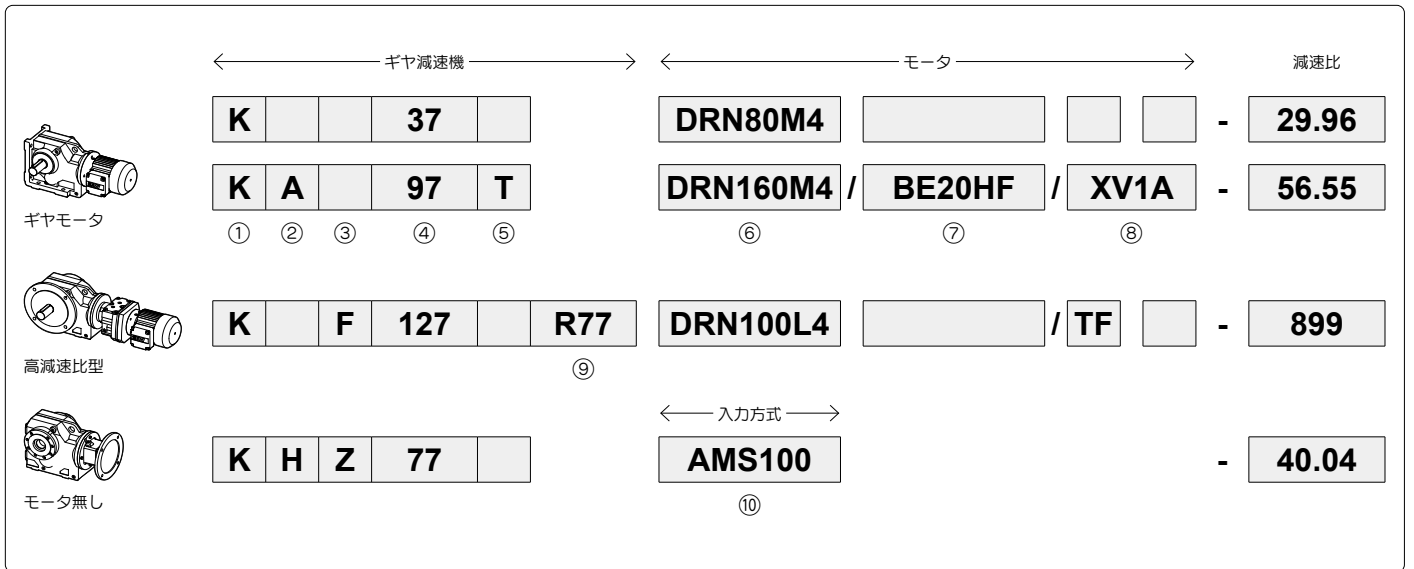 ギヤ減速機 モータ 減速比
K 37 DRN80M4 - 29.96
K A 97 T DRN160M4 / BE20HF / XV1A - 56.55
ギヤモータ
① ② ③ ④ ⑤ ⑥ ⑦ ⑧
K F 127 R77 DRN100L4 / TF - 899
高減速比型
⑨
入力方式
K H Z 77 AMS100 - 40.04
モータ無し
⑩